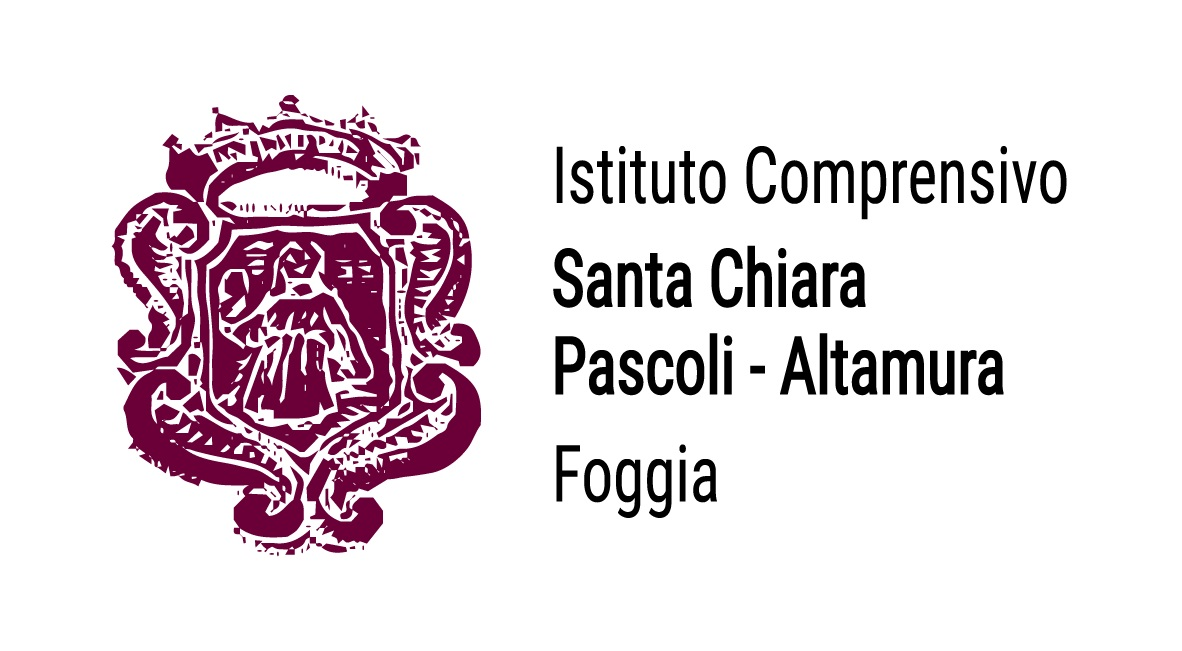 Istituto Comprensivo
Santa Chiara
Pascoli - Altamura
Foggia